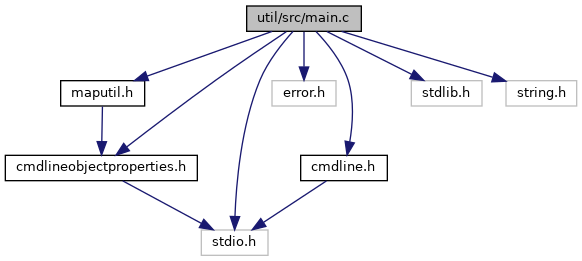 util/src/main.c
maputil.h
error.h
stdlib.h
string.h
cmdlineobjectproperties.h
cmdline.h
stdio.h